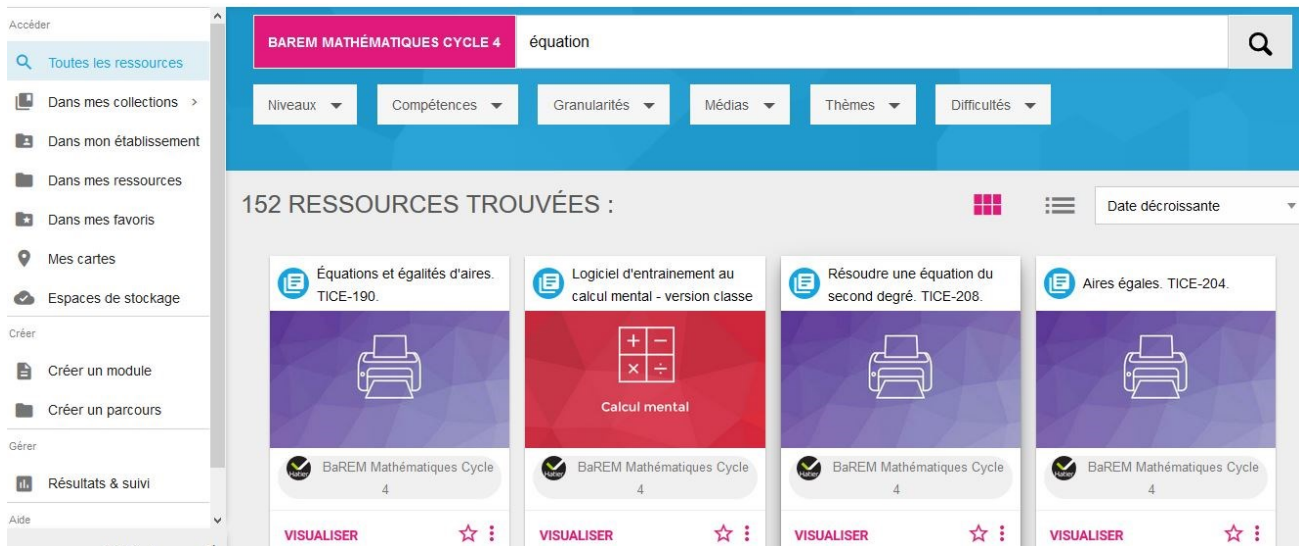 Accéder
Toutes les ressources
Dans mes collections >
Dans mon établissement
Dans mes ressources
Dans mes favoris
Mes cartes
Espaces de stockage
Créer
Créer un module
Créer un parcours
Gérer
Résultats & suivi
Aide
BAREM MATHÉMATIQUES CYCLE 4
équation
Niveaux
Compétences
Granularités
Médias
Thèmes
Difficultés
152 RESSOURCES TROUVÉES :
Date décroissante
Équations et égalités d'aires.
TICE-190.
BaREM Mathématiques Cycle
4
VISUALISER
Logiciel d'entrainement au
calcul mental - version classe
Calcul mental
BaREM Mathématiques Cycle
4
VISUALISER
Résoudre une équation du
second degré. TICE-208.
BaREM Mathématiques Cycle
4
VISUALISER
Aires égales. TICE-204.
BaREM Mathématiques Cycle
4
VISUALISER